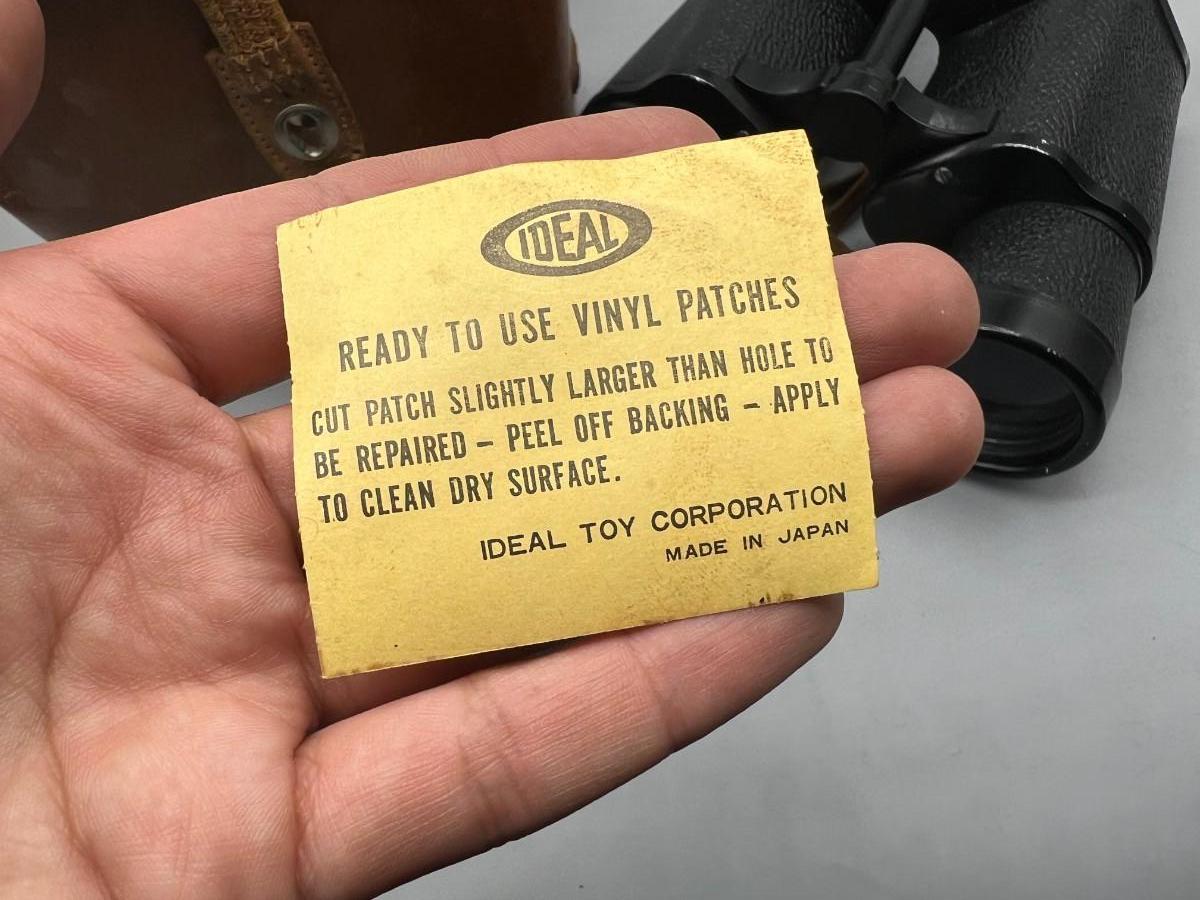 IDEAL
READY TO USE VINYL PATCHES
CUT PATCH SLIGHTLY LARGER THAN HOLE TO
BE REPAIRED – PEEL OFF BACKING – APPLY
TO CLEAN DRY SURFACE.
IDEAL TOY CORPORATION
MADE IN JAPAN